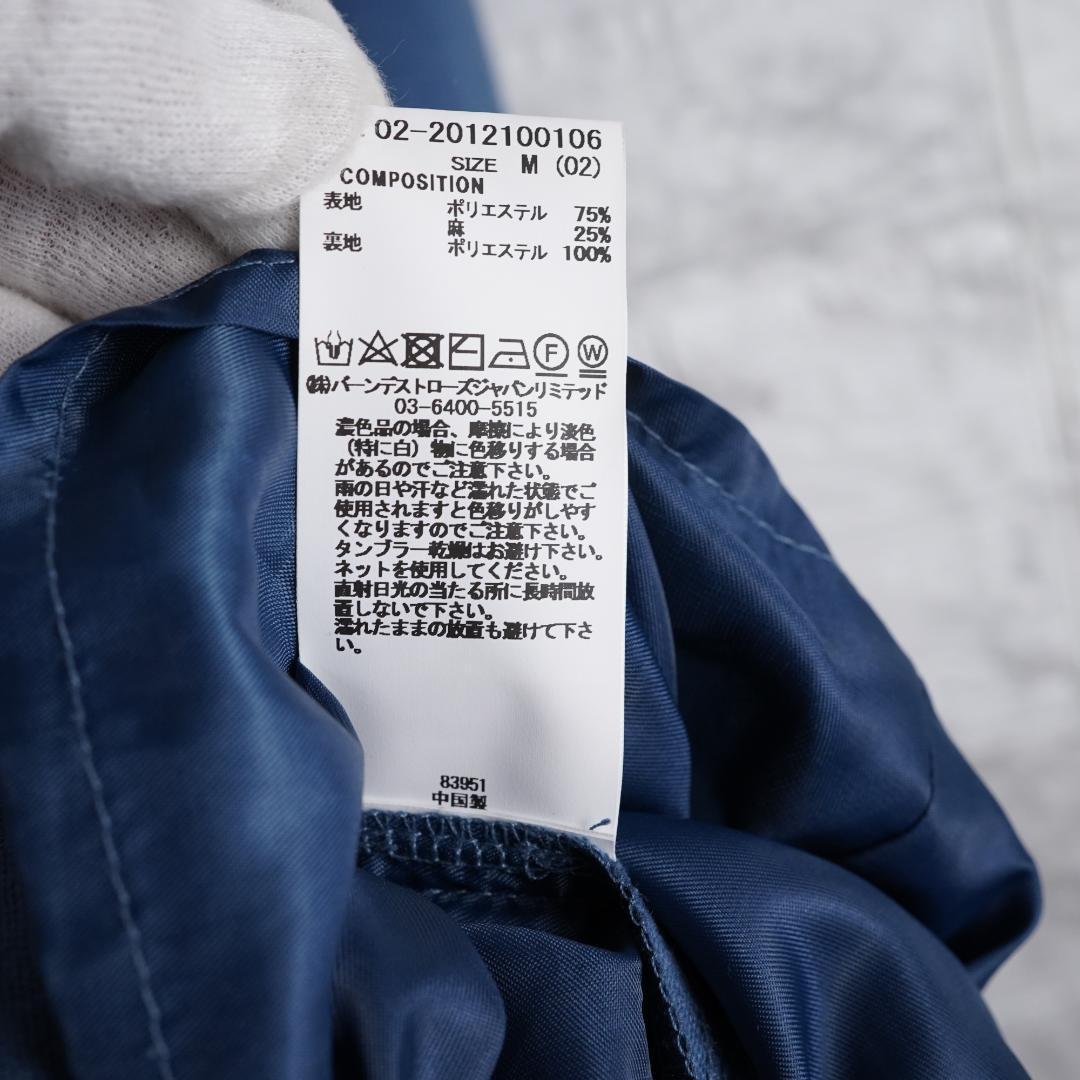 02-2012100106
SIZE M (02)
COMPOSITION
表地 ポリエステル 75%
麻 25%
裏地 ポリエステル 100%
F W
㈱バーンデストローズジャパンリミテッド
03-6400-5515
濃色品の場合、摩擦により淡色
（特に白）物に色移りする場合
があるのでご注意下さい。
雨の日や汗など濡れた状態でご
使用されますと色移りがしやす
くなりますのでご注意下さい。
タンブラー乾燥はお避け下さい。
ネットを使用してください。
直射日光の当たる所に長時間放
置しないで下さい。
濡れたままの放置も避けて下さ
い。
83951
中国製